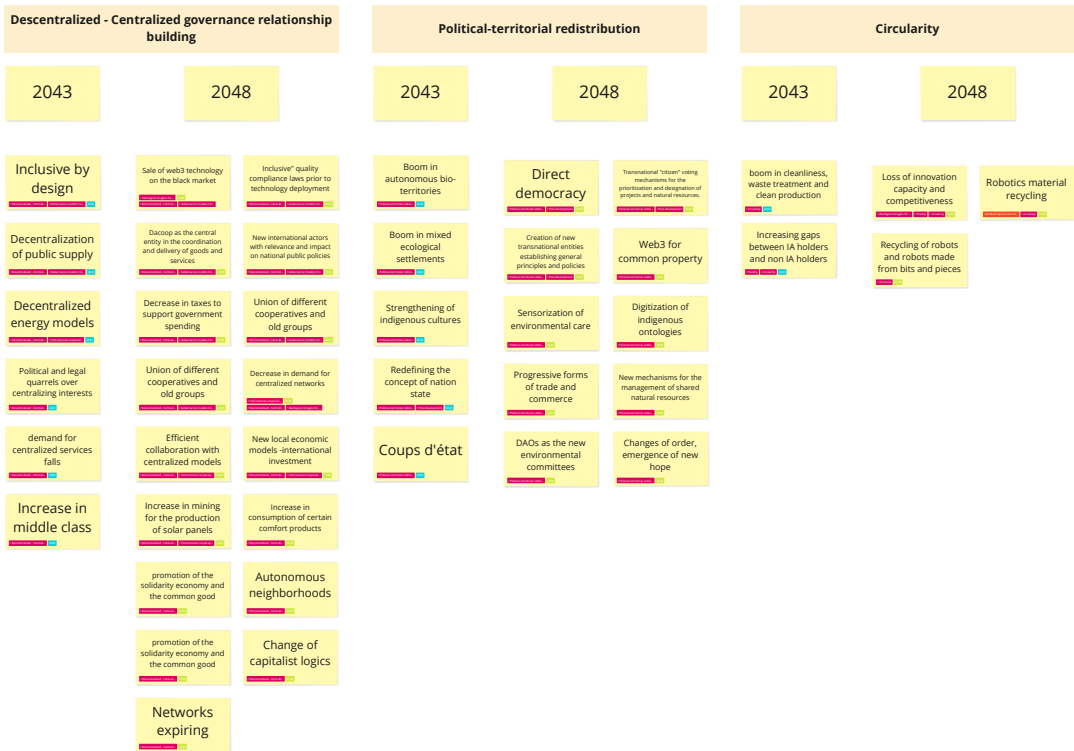 Descentralized - Centralized governance relationship
building
2043
2048
Inclusive by
design
Decentralization
of public supply
Decentralized
energy models
Political and legal
quarrels over
centralizing interests
demand for
centralized services
falls
Increase in
middle class
Sale of web3 technology
on the black market
Inclusive" quality
compliance laws prior to
technology deployment
Dacoop as the central
entity in the coordination
and delivery of goods and
services
New international actors
with relevance and impact
on national public policies
Decrease in taxes to
support government
spending
Union of different
cooperatives and
old groups
Union of different
cooperatives and
old groups
Decrease in demand for
centralized networks
Efficient
collaboration with
centralized models
New local economic
models -international
investment
Increase in mining
for the production
of solar panels
Increase in
consumption of certain
comfort products
promotion of the
solidarity economy and
the common good
Autonomous
neighborhoods
promotion of the
solidarity economy and
the common good
Change of
capitalist logics
Networks
expiring
Political-territorial redistribution
2043
2048
Boom in
autonomous bio-
territories
Boom in mixed
ecological
settlements
Strengthening of
indigenous cultures
Redefining the
concept of nation
state
Coups d'état
Direct
democracy
Transnational "citizen" voting
mechanisms for the
prioritization and designation of
projects and natural resources.
Creation of new
transnational entities
establishing general
principles and policies
Web3 for
common property
Sensorization of
environmental care
Digitization of
indigenous
ontologies
Progressive forms
of trade and
commerce
New mechanisms for the
management of shared
natural resources
DAOs as the new
environmental
committees
Changes of order,
emergence of new
hope
Circularity
2043
2048
boom in cleanliness,
waste treatment and
clean production
Increasing gaps
between IA holders
and non IA holders
Loss of innovation
capacity and
competitiveness
Robotics material
recycling
Recycling of robots
and robots made
from bits and pieces